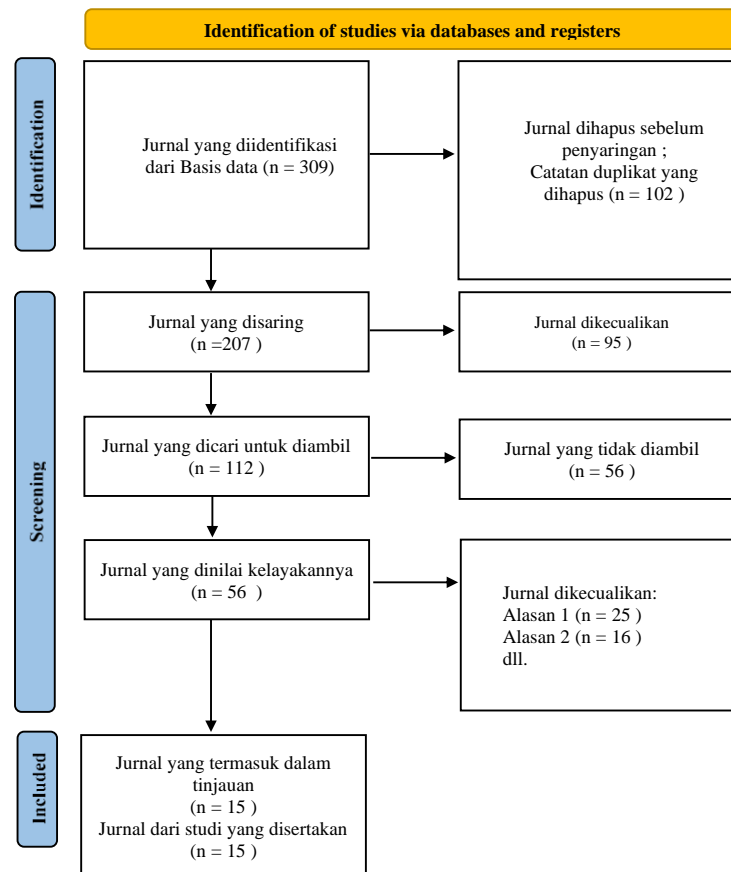 Identification of studies via databases and registers
Identification
Jurnal yang diidentifikasi
dari Basis data (n = 309)
Jurnal dihapus sebelum
penyaringan ;
Catatan duplikat yang
dihapus (n = 102 )
Screening
Jurnal yang disaring
(n =207 )
Jurnal dikecualikan
(n = 95 )
Jurnal yang dicari untuk diambil
(n = 112 )
Jurnal yang tidak diambil
(n = 56 )
Jurnal yang dinilai kelayakannya
(n = 56 )
Jurnal dikecualikan:
Alasan 1 (n = 25 )
Alasan 2 (n = 16 )
dll.
Included
Jurnal yang termasuk dalam
tinjauan
(n = 15 )
Jurnal dari studi yang disertakan
(n = 15 )